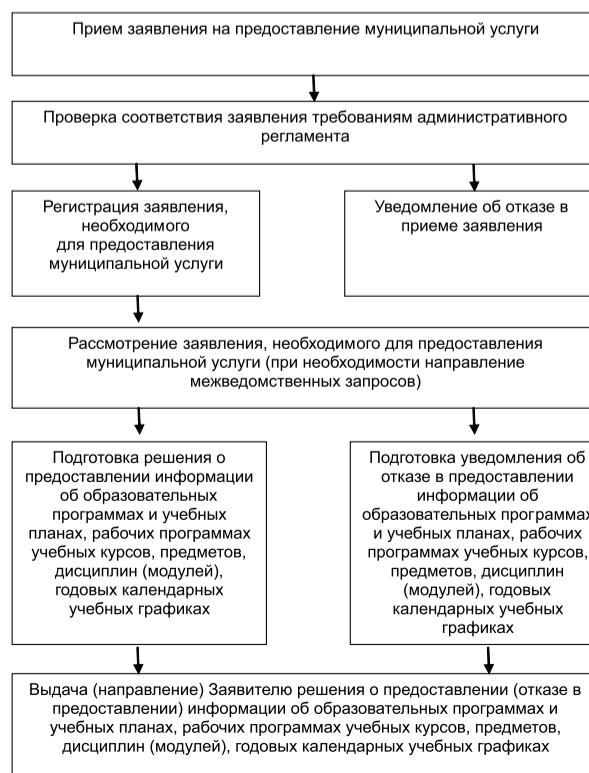 Прием заявления на предоставление муниципальной услуги
Проверка соответствия заявления требованиям административного
регламента
Регистрация заявления,
необходимого
для предоставления
муниципальной услуги
Уведомление об отказе в
приеме заявления
Рассмотрение заявления, необходимого для предоставления
муниципальной услуги (при необходимости направление
межведомственных запросов)
Подготовка решения о
предоставлении информации
об образовательных
программах и учебных
планах, рабочих программах
учебных курсов, предметов,
дисциплин (модулей),
годовых календарных
учебных графиках
Подготовка уведомления об
отказе в предоставлении
информации об
образовательных программах
и учебных планах, рабочих
программах учебных курсов,
предметов, дисциплин
(модулей), годовых
календарных учебных
графиках
Выдача (направление) Заявителю решения о предоставлении (отказе в
предоставлении) информации об образовательных программах и
учебных планах, рабочих программах учебных курсов, предметов,
дисциплин (модулей), годовых календарных учебных графиках